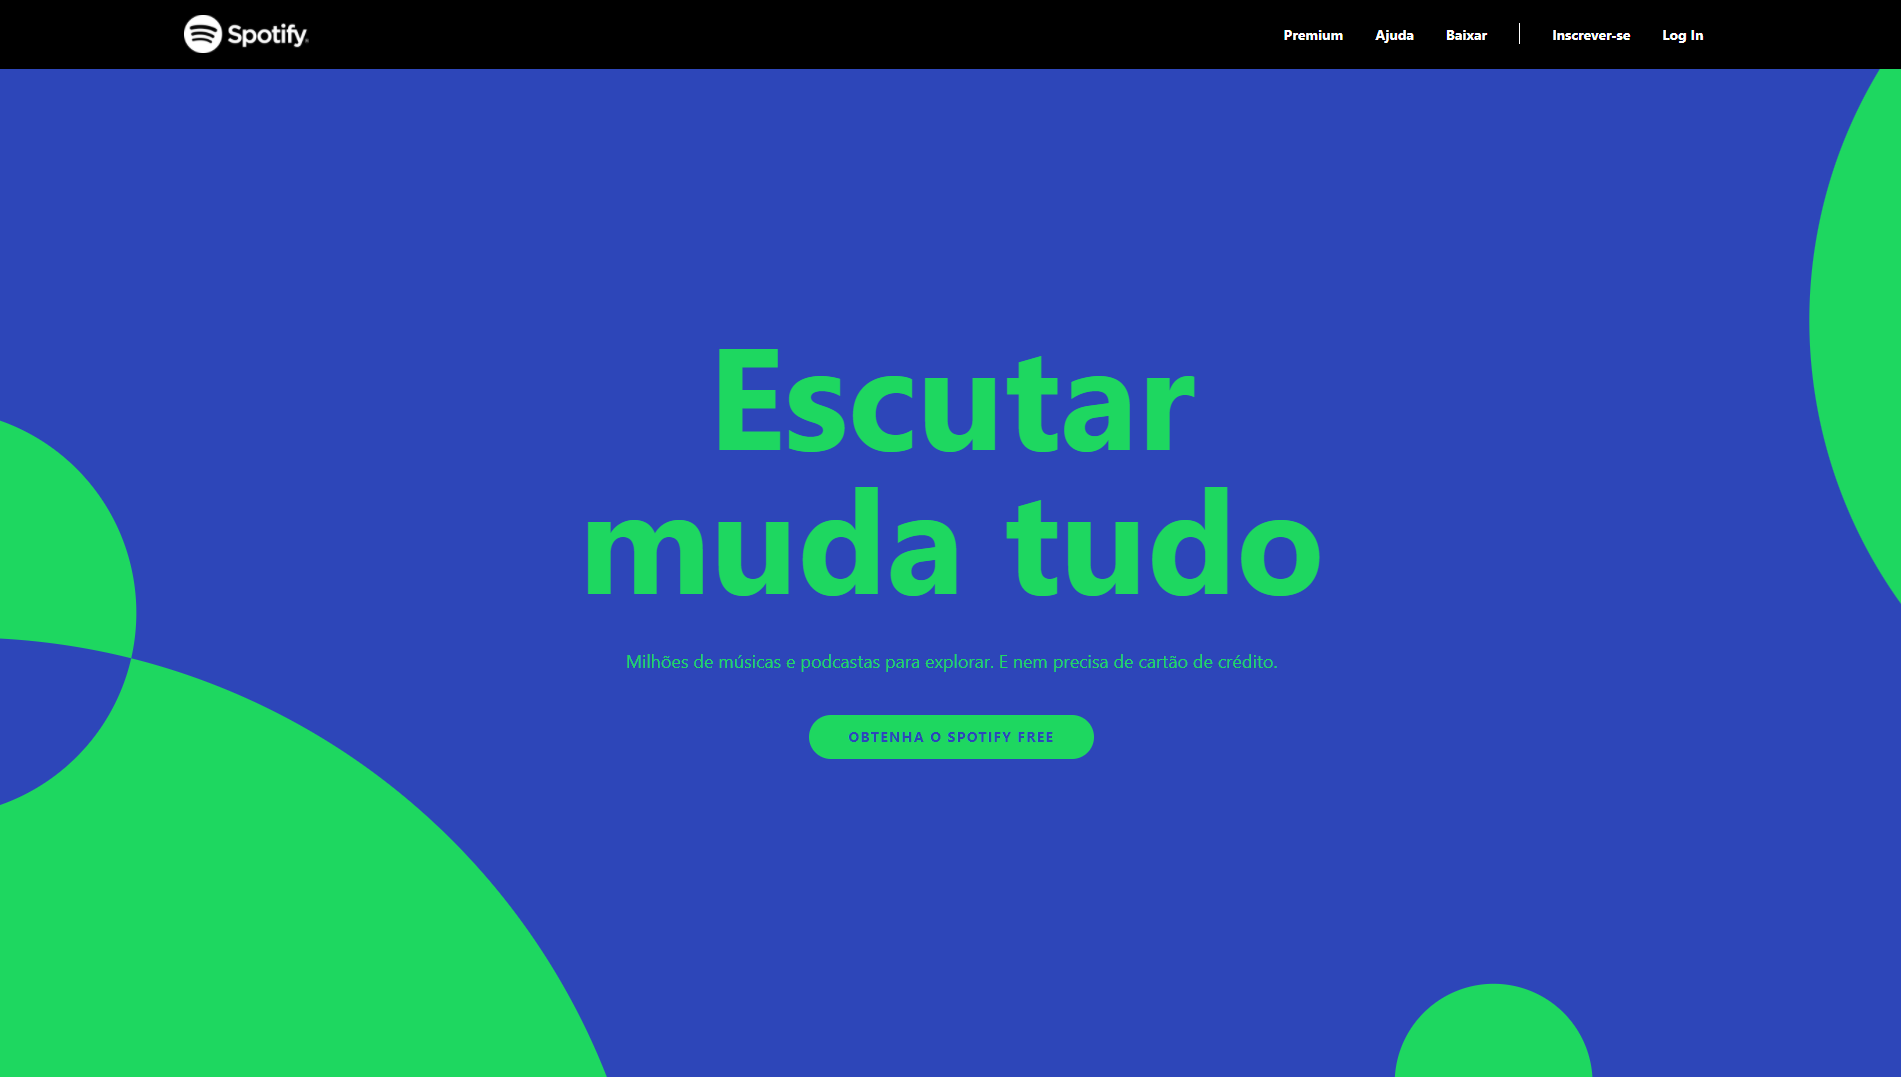 Spotify
Premium
Ajuda
Baixar
Inscrever-se
Log In
Escutar
muda tudo
Milhões de músicas e podcastas para explorar. E nem precisa de cartão de crédito.
OBTENHA O SPOTIFY FREE